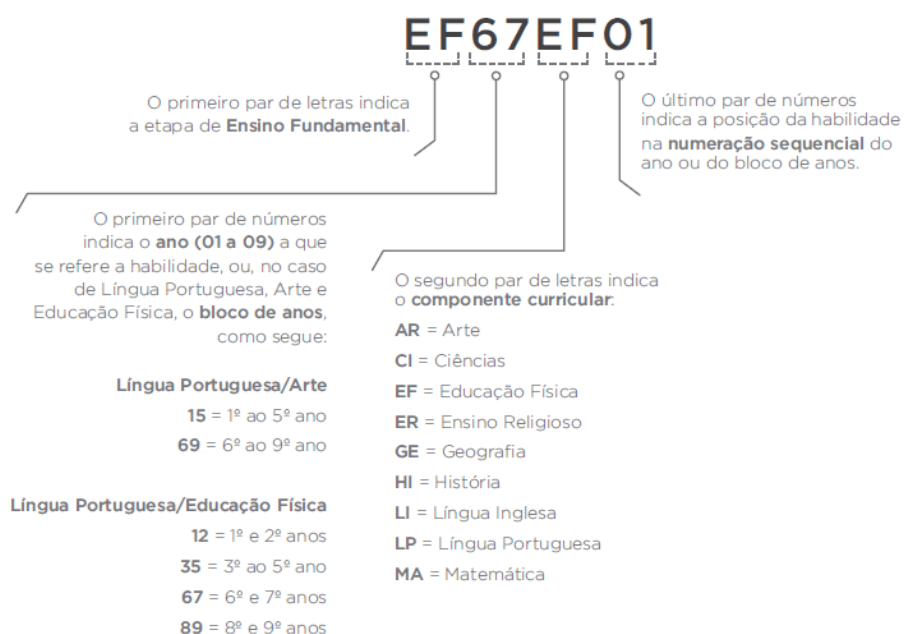 EF67EF01
O primeiro par de letras indica
a etapa de Ensino Fundamental.
O último par de números
indica a posição da habilidade
na numeração sequencial do
ano ou do bloco de anos.
O primeiro par de números
indica o ano (01 a 09) a que
se refere a habilidade, ou, no caso
de Língua Portuguesa, Arte e
Educação Física, o bloco de anos,
como segue:
Língua Portuguesa/Arte
15 = 1º ao 5º ano
69 = 6º ao 9º ano
Língua Portuguesa/Educação Física
12 = 1º e 2º anos
35 = 3º ao 5º ano
67 = 6º e 7º anos
89 = 8º e 9º anos
O segundo par de letras indica
o componente curricular:
AR = Arte
CI = Ciências
EF = Educação Física
ER = Ensino Religioso
GE = Geografia
HI = História
LI = Língua Inglesa
LP = Língua Portuguesa
MA = Matemática